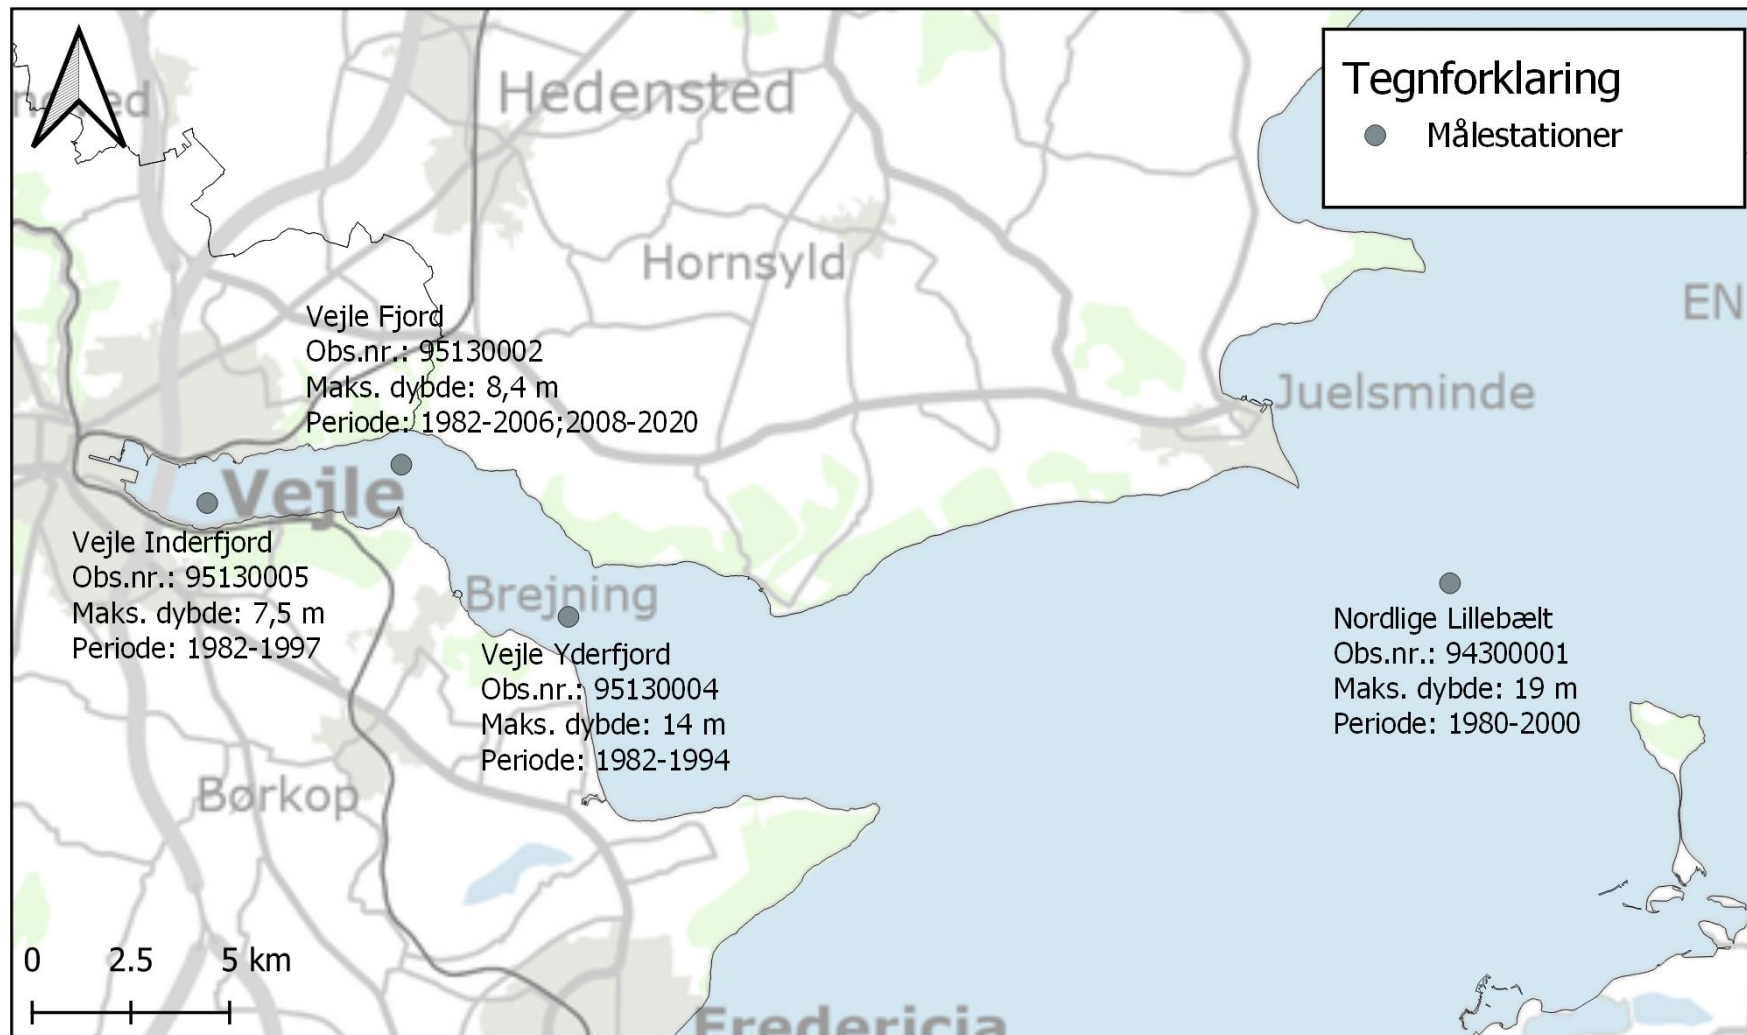 Tegnforklaring
Målestationer
Hedensted
Hornsyld
EN
Vejle Fjord
Obs.nr.: 95130002
Maks. dybde: 8,4 m
Periode: 1982-2006;2008-2020
Juelsminde
Vejle
Vejle Inderfjord
Obs.nr.: 95130005
Maks. dybde: 7,5 m
Periode: 1982-1997
Brejning
Vejle Yderfjord
Obs.nr.: 95130004
Maks. dybde: 14 m
Periode: 1982-1994
Nordlige Lillebælt
Obs.nr.: 94300001
Maks. dybde: 19 m
Periode: 1980-2000
Børkop
0 2.5 5 km
Fredericia